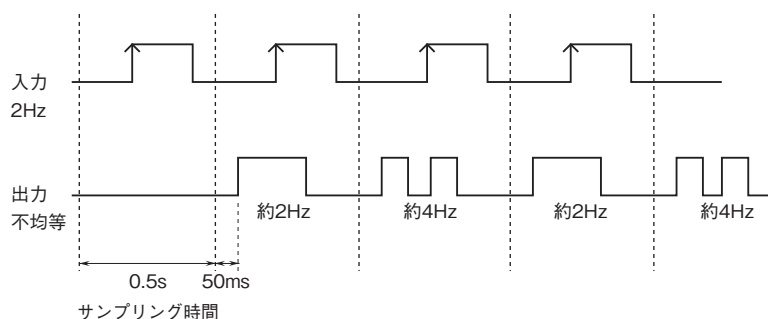 入力
2Hz
出力
不均等
約2Hz
約4Hz
約2Hz
約4Hz
0.5s
50ms
サンプリング時間